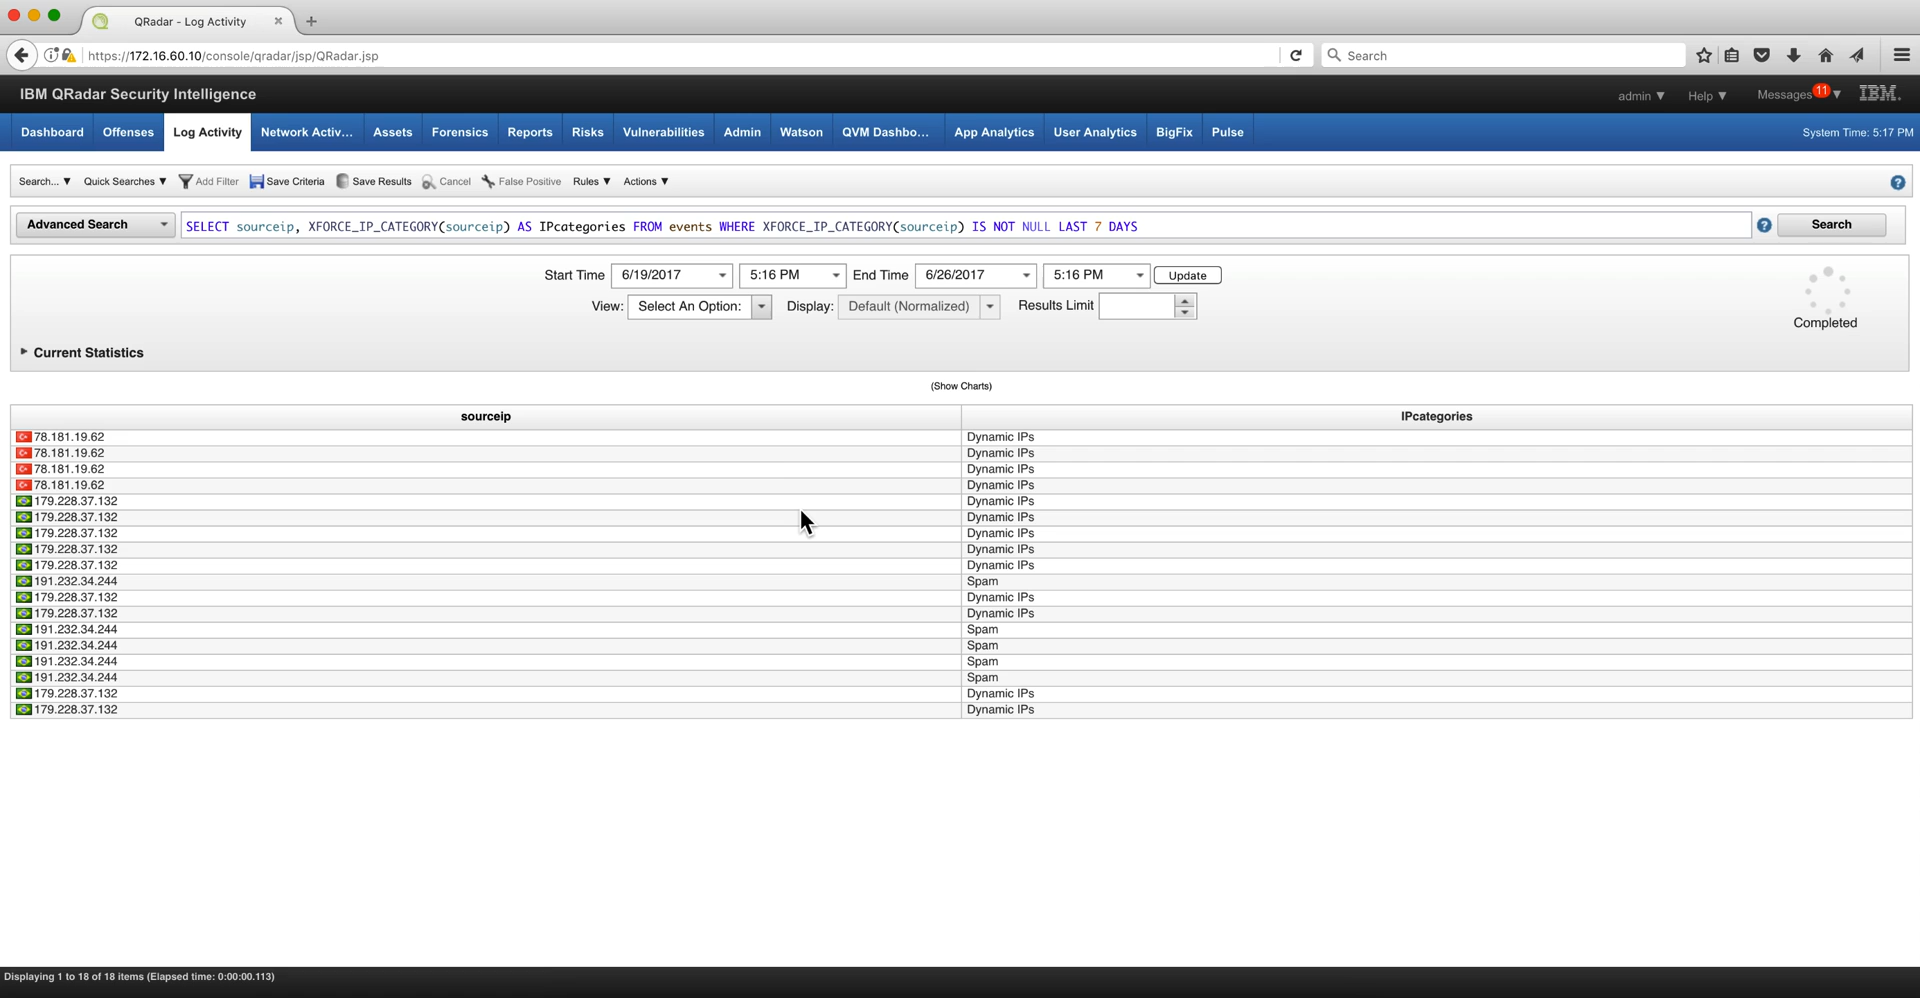 QRadar - Log Activity
https://172.16.60.10/console/qradar/jsp/QRadar.jsp
Search
IBM QRadar Security Intelligence
admin ▼ Help ▼ Messages 11 ▼ IBM.
Dashboard Offenses Log Activity Network Activ... Assets Forensics Reports Risks Vulnerabilities Admin Watson QVM Dashbo... App Analytics User Analytics BigFix Pulse System Time: 5:17 PM
Search... ▼ Quick Searches ▼ Add Filter Save Criteria Save Results Cancel False Positive Rules ▼ Actions ▼ ?
Advanced Search SELECT sourceip, XFORCE_IP_CATEGORY(sourceip) AS IPcategories FROM events WHERE XFORCE_IP_CATEGORY(sourceip) IS NOT NULL LAST 7 DAYS ? Search
Start Time 6/19/2017 5:16 PM End Time 6/26/2017 5:16 PM Update
View: Select An Option: Display: Default (Normalized) Results Limit
Completed
Current Statistics
(Show Charts)
sourceip IPcategories
78.181.19.62 Dynamic IPs
78.181.19.62 Dynamic IPs
78.181.19.62 Dynamic IPs
78.181.19.62 Dynamic IPs
179.228.37.132 Dynamic IPs
179.228.37.132 Dynamic IPs
179.228.37.132 Dynamic IPs
179.228.37.132 Dynamic IPs
179.228.37.132 Dynamic IPs
191.232.34.244 Spam
179.228.37.132 Dynamic IPs
179.228.37.132 Dynamic IPs
191.232.34.244 Spam
191.232.34.244 Spam
191.232.34.244 Spam
191.232.34.244 Spam
179.228.37.132 Dynamic IPs
179.228.37.132 Dynamic IPs
Displaying 1 to 18 of 18 items (Elapsed time: 0:00:00.113)